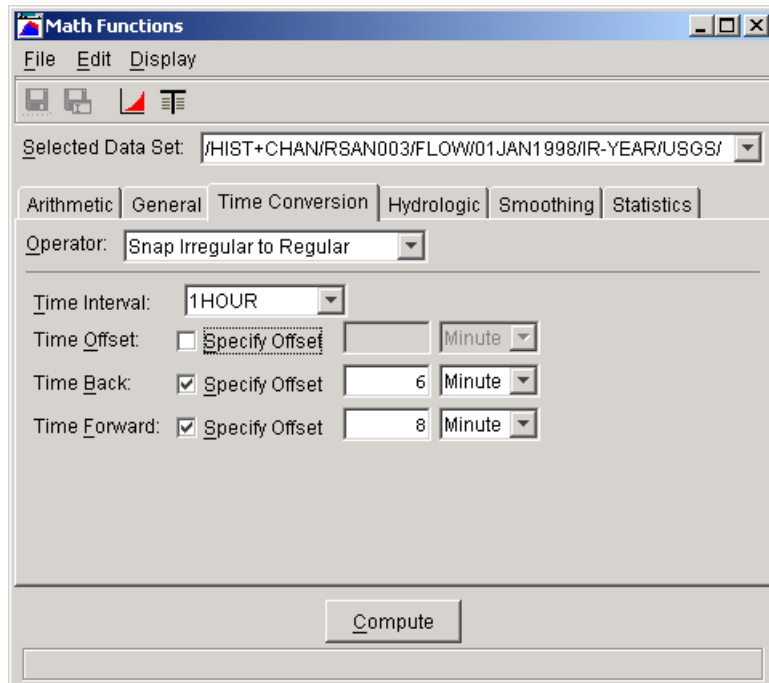 Math Functions
File Edit Display
Selected Data Set: /HIST+CHAN/RSAN003/FLOW/01JAN1998/IR-YEAR/USGS/
Arithmetic General Time Conversion Hydrologic Smoothing Statistics
Operator: Snap Irregular to Regular
Time Interval: 1HOUR
Time Offset: Specify Offset Minute
Time Back: Specify Offset 6 Minute
Time Forward: Specify Offset 8 Minute
Compute